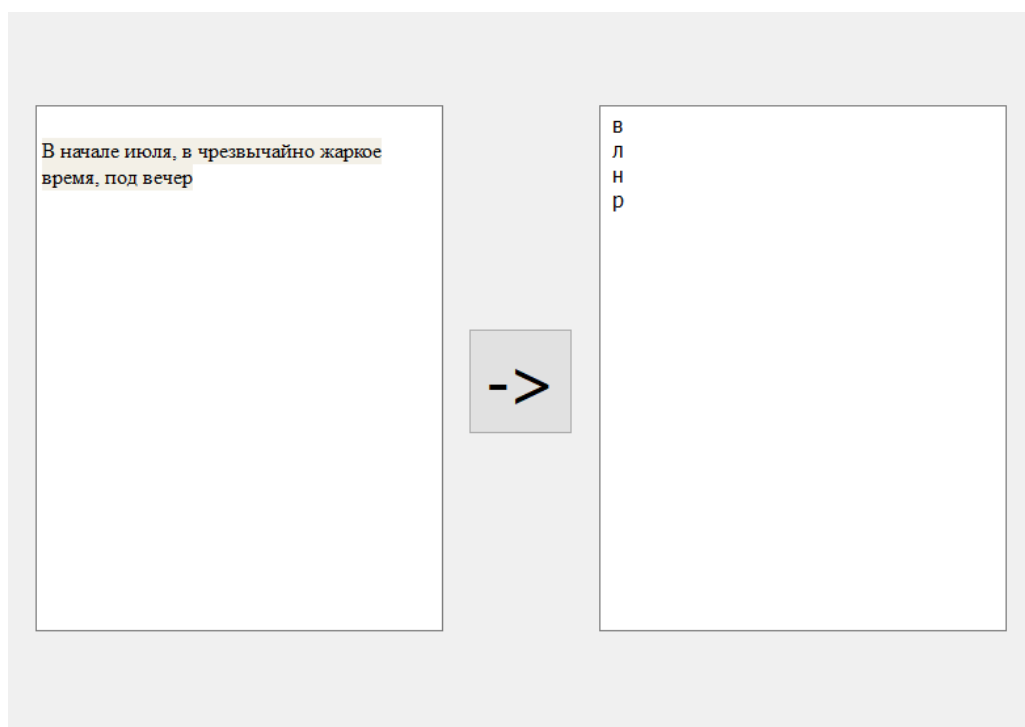 В начале июля, в чрезвычайно жаркое
время, под вечер
->
в
л
н
р